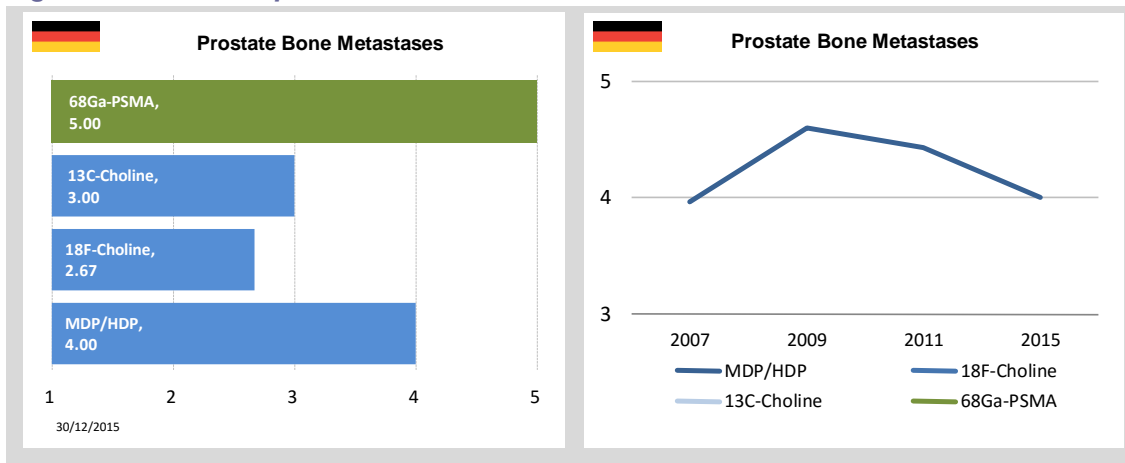 Prostate Bone Metastases
68Ga-PSMA,
5.00
13C-Choline,
3.00
18F-Choline,
2.67
MDP/HDP,
4.00
1 2 3 4 5
30/12/2015
Prostate Bone Metastases
5
4
3
2007 2009 2011 2015
MDP/HDP 18F-Choline
13C-Choline 68Ga-PSMA